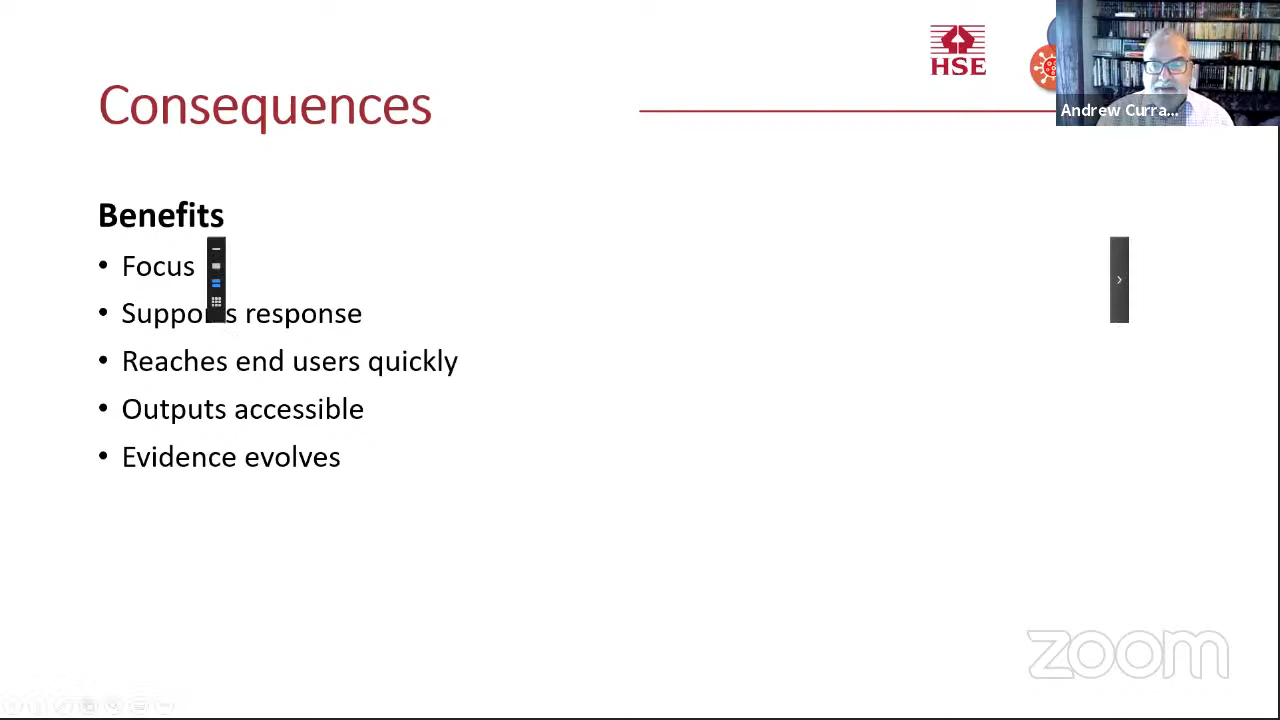 HSE
Andrew Curra...
Consequences
Benefits
• Focus
• Supports response
• Reaches end users quickly
• Outputs accessible
• Evidence evolves
zoom